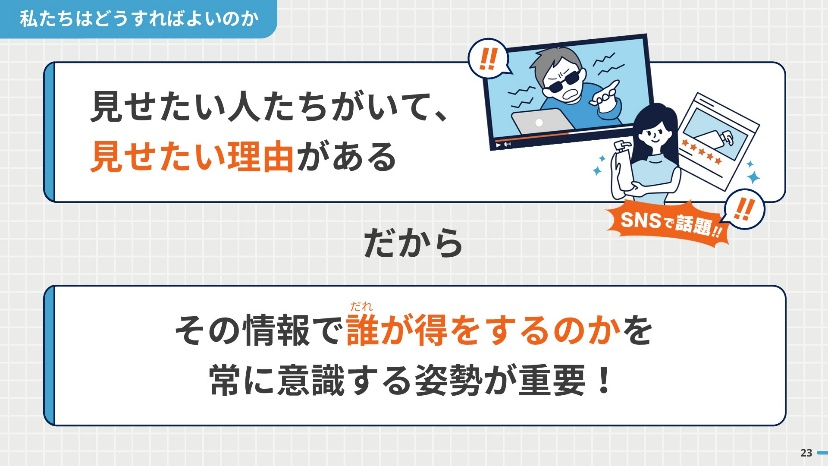 私たちはどうすればよいのか
見せたい人たちがいて、
見せたい理由がある
!!
SNSで話題!!
!!
だから
だれ
その情報で誰が得をするのかを
常に意識する姿勢が重要！
23